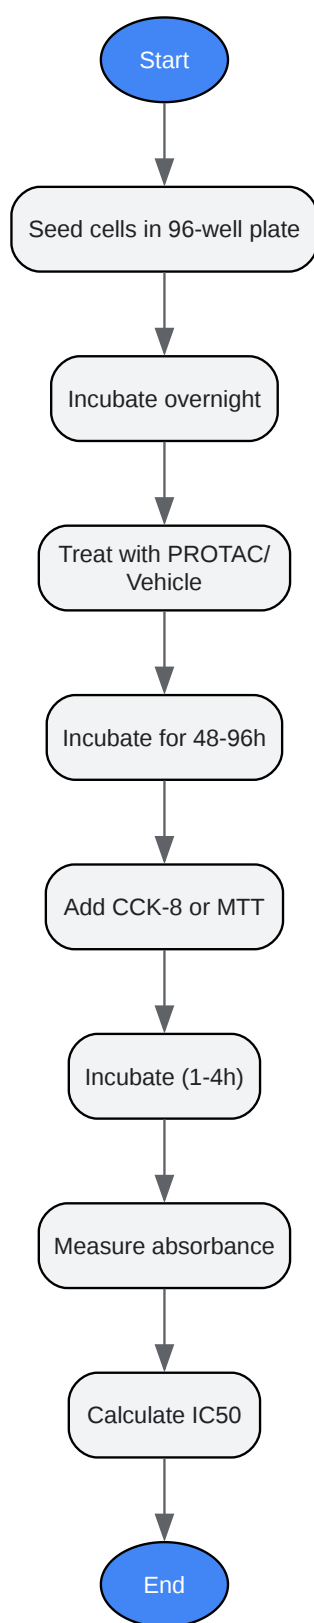 Start
Seed cells in 96-well plate
Incubate overnight
Treat with PROTAC/
Vehicle
Incubate for 48-96h
Add CCK-8 or MTT
Incubate (1-4h)
Measure absorbance
Calculate IC50
End